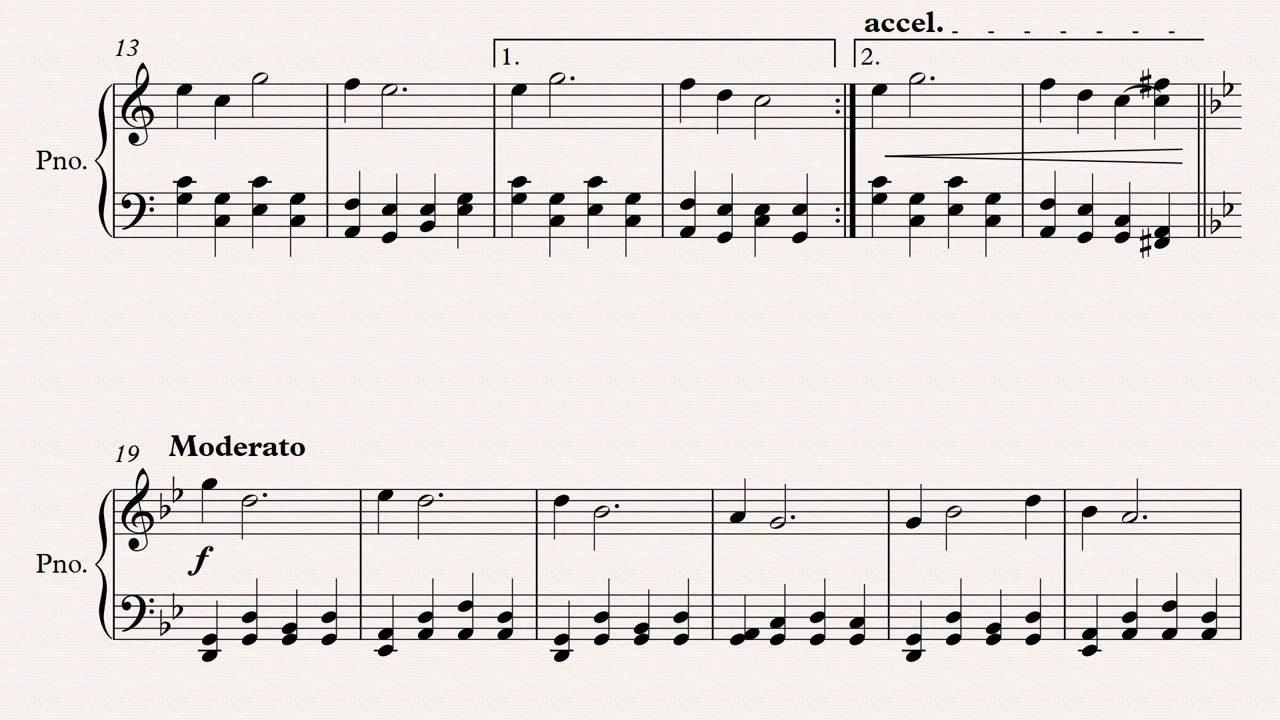 accel.
13
1.
2.
Pno.
19
Moderato
f
Pno.